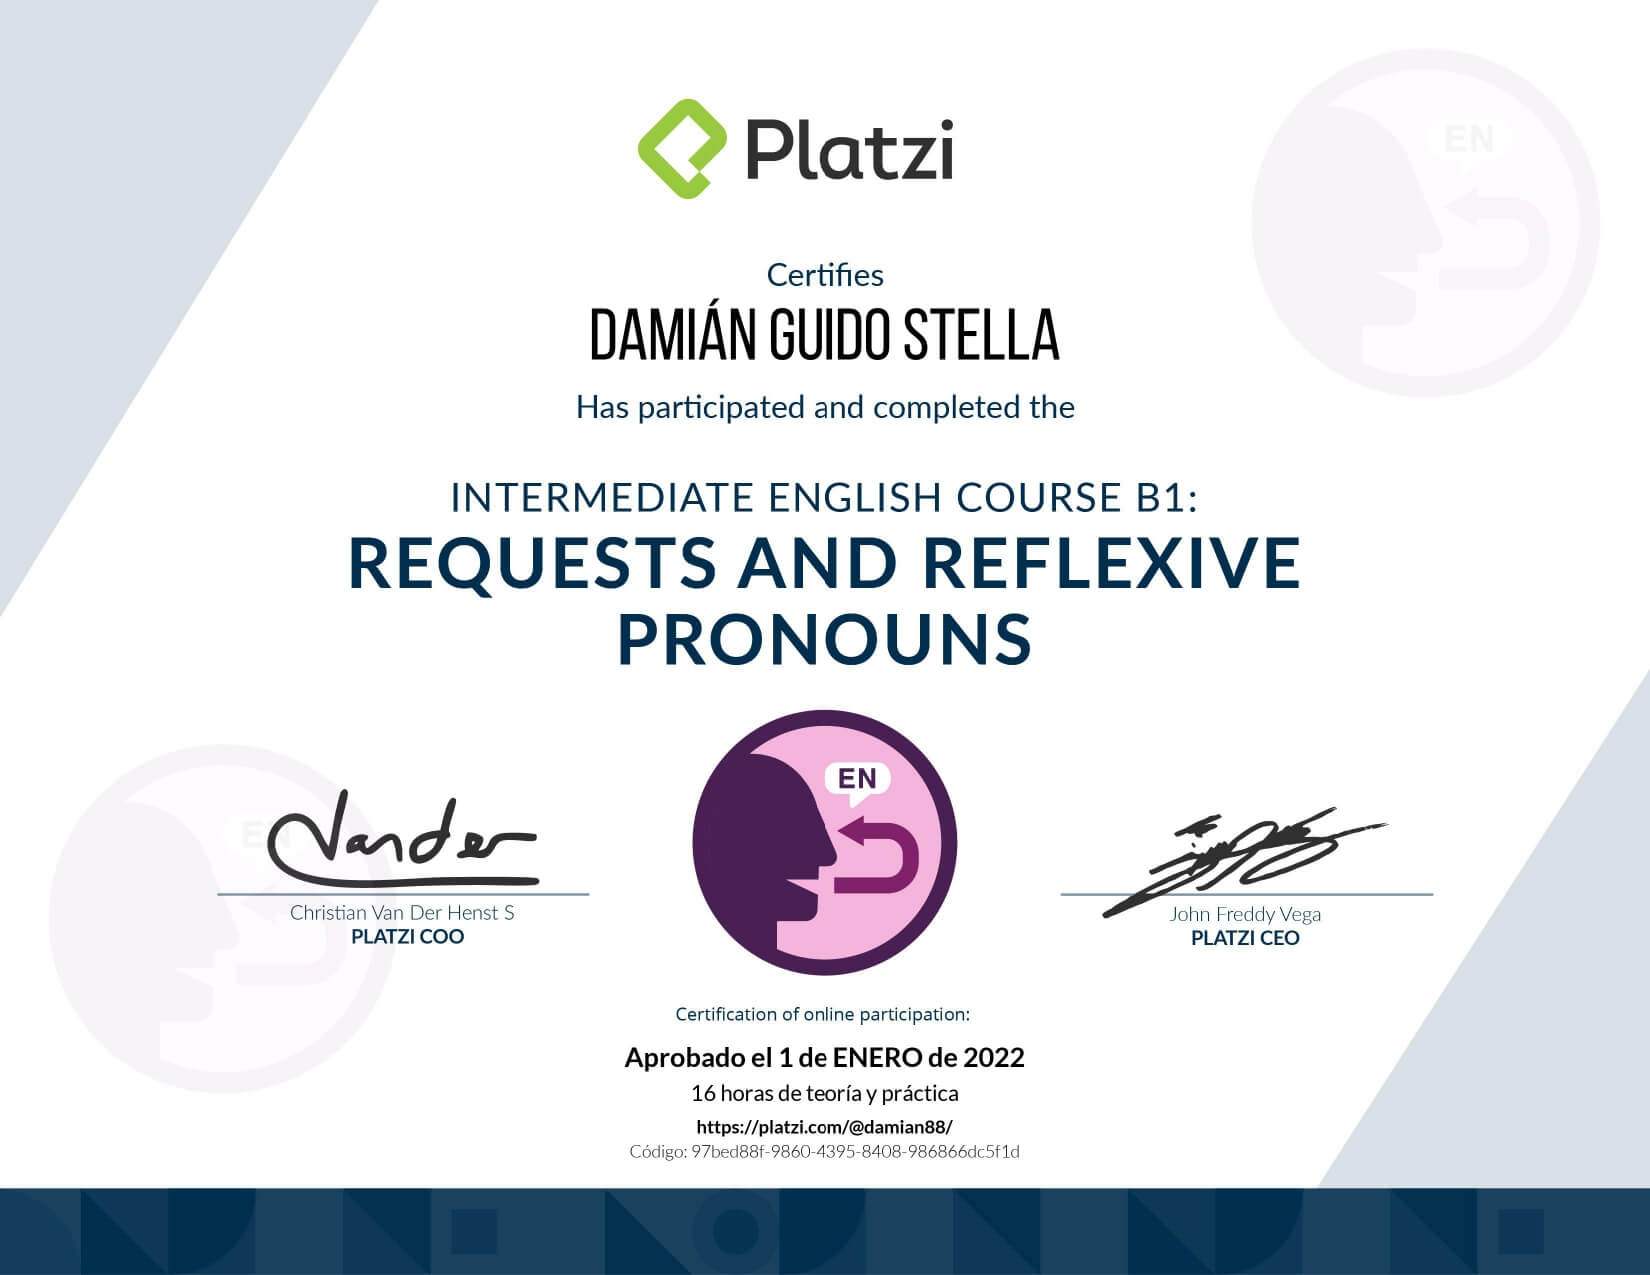 Platzi
EN
Certifies
DAMIÁN GUIDO STELLA
Has participated and completed the
INTERMEDIATE ENGLISH COURSE B1:
REQUESTS AND REFLEXIVE
PRONOUNS
EN
EN
Vander
Christian Van Der Henst S
PLATZI COO
John Freddy Vega
PLATZI CEO
Certification of online participation:
Aprobado el 1 de ENERO de 2022
16 horas de teoría y práctica
https://platzi.com/@damian88/
Código: 97bed88f-9860-4395-8408-986866dc5f1d